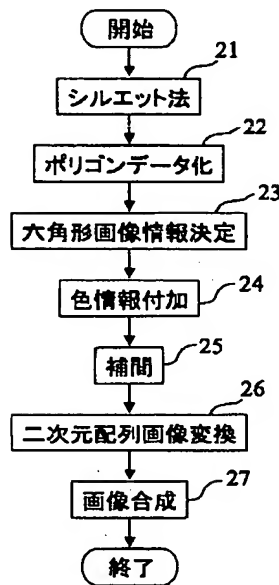 開始
21
シルエット法
22
ポリゴンデータ化
23
六角形画像情報決定
24
色情報付加
25
補間
26
二次元配列画像変換
27
画像合成
終了